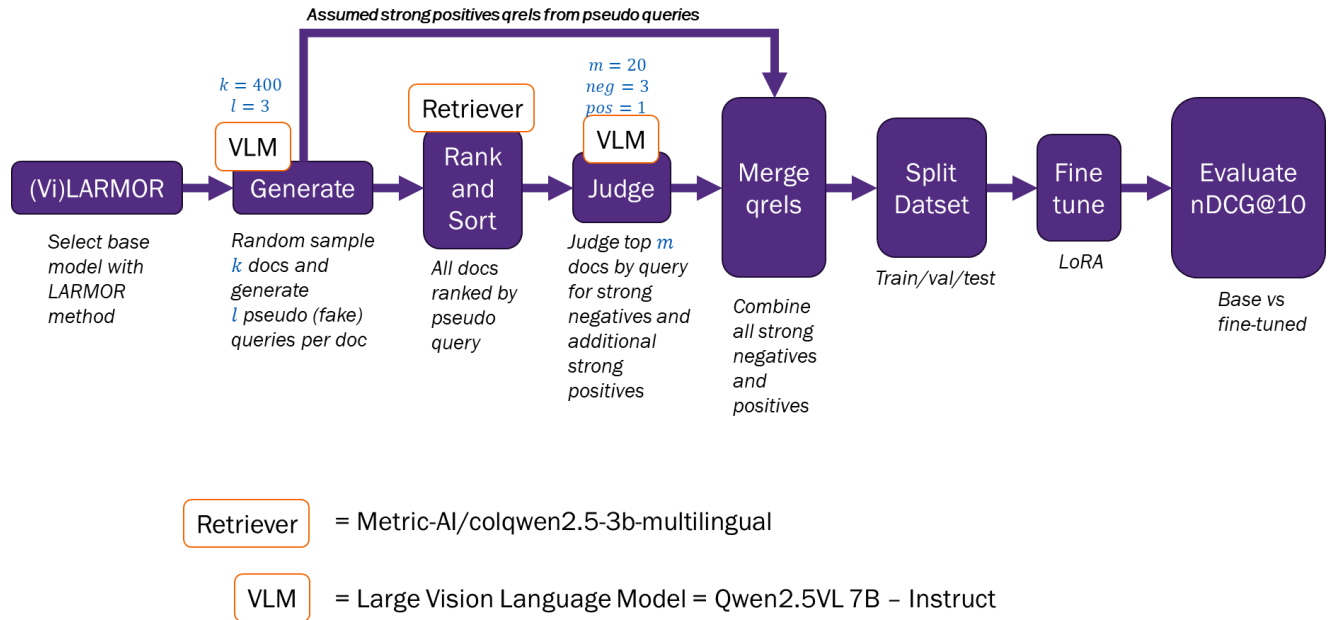 Assumed strong positives qrels from pseudo queries
k = 400
l = 3
VLM
Retriever
m = 20
neg = 3
pos = 1
VLM
(Vi)LARMOR
Generate
Rank
and
Sort
Judge
Merge
qrels
Split
Datset
Fine
tune
Evaluate
nDCG@10
Select base
model with
LARMOR
method
Random sample
k docs and
generate
l pseudo (fake)
queries per doc
All docs
ranked by
pseudo
query
Judge top m
docs by query
for strong
negatives and
additional
strong
positives
Combine
all strong
negatives
and
positives
Train/val/test
LoRA
Base vs
fine-tuned
Retriever = Metric-AI/colqwen2.5-3b-multilingual
VLM = Large Vision Language Model = Qwen2.5VL 7B – Instruct